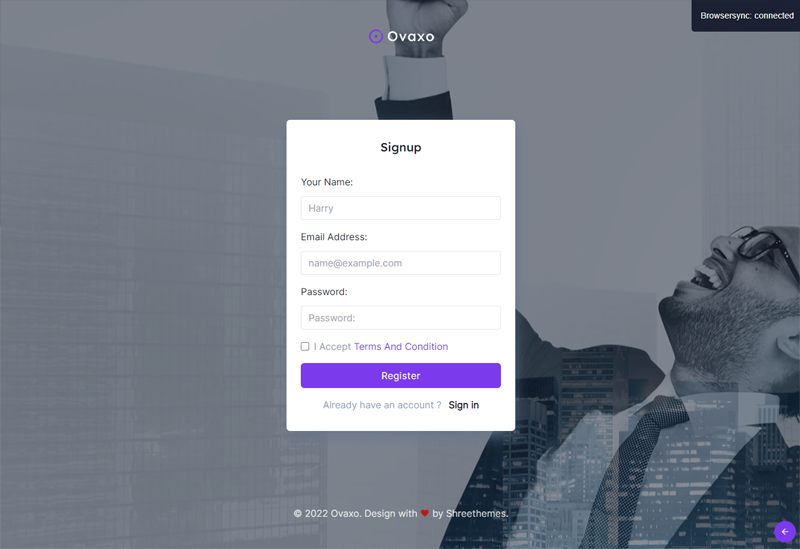 Browsersync: connected
Ovaxo
Signup
Your Name:
Harry
Email Address:
name@example.com
Password:
Password:
I Accept Terms And Condition
Register
Already have an account ? Sign in
© 2022 Ovaxo. Design with ❤ by Shreethemes.